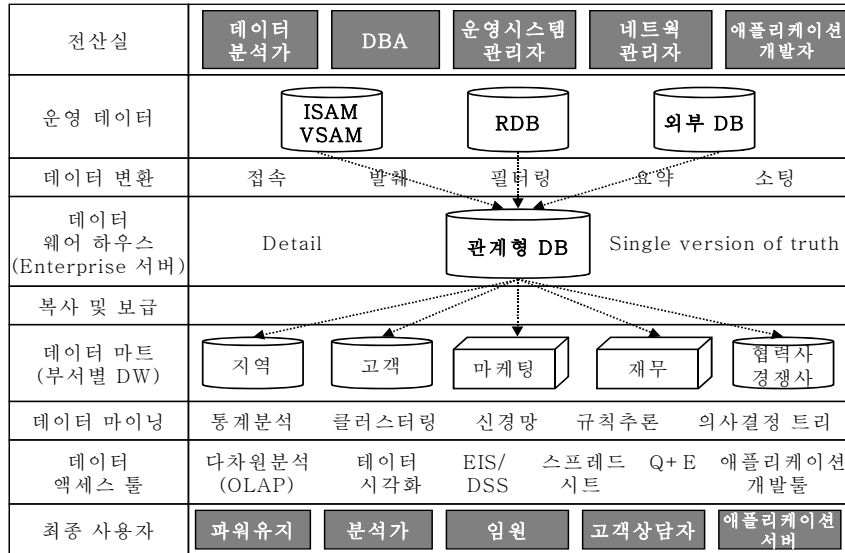 전산실
데이터
분석가
DBA
운영시스템
관리자
네트웍
관리자
애플리케이션
개발자
운영 데이터
ISAM
VSAM
RDB
외부 DB
데이터 변환
접속
발췌
필터링
요약
소팅
데이터
웨어 하우스
(Enterprise 서버)
Detail
관계형 DB
Single version of truth
복사 및 보급
데이터 마트
(부서별 DW)
지역
고객
마케팅
재무
협력사
경쟁사
데이터 마이닝
통계분석
클러스터링
신경망
규칙추론
의사결정 트리
데이터
액세스 툴
다차원분석
(OLAP)
테이터
시각화
EIS/
DSS
스프레드
시트
Q+E
애플리케이션
개발툴
최종 사용자
파워유지
분석가
임원
고객상담자
애플리케이션
서버